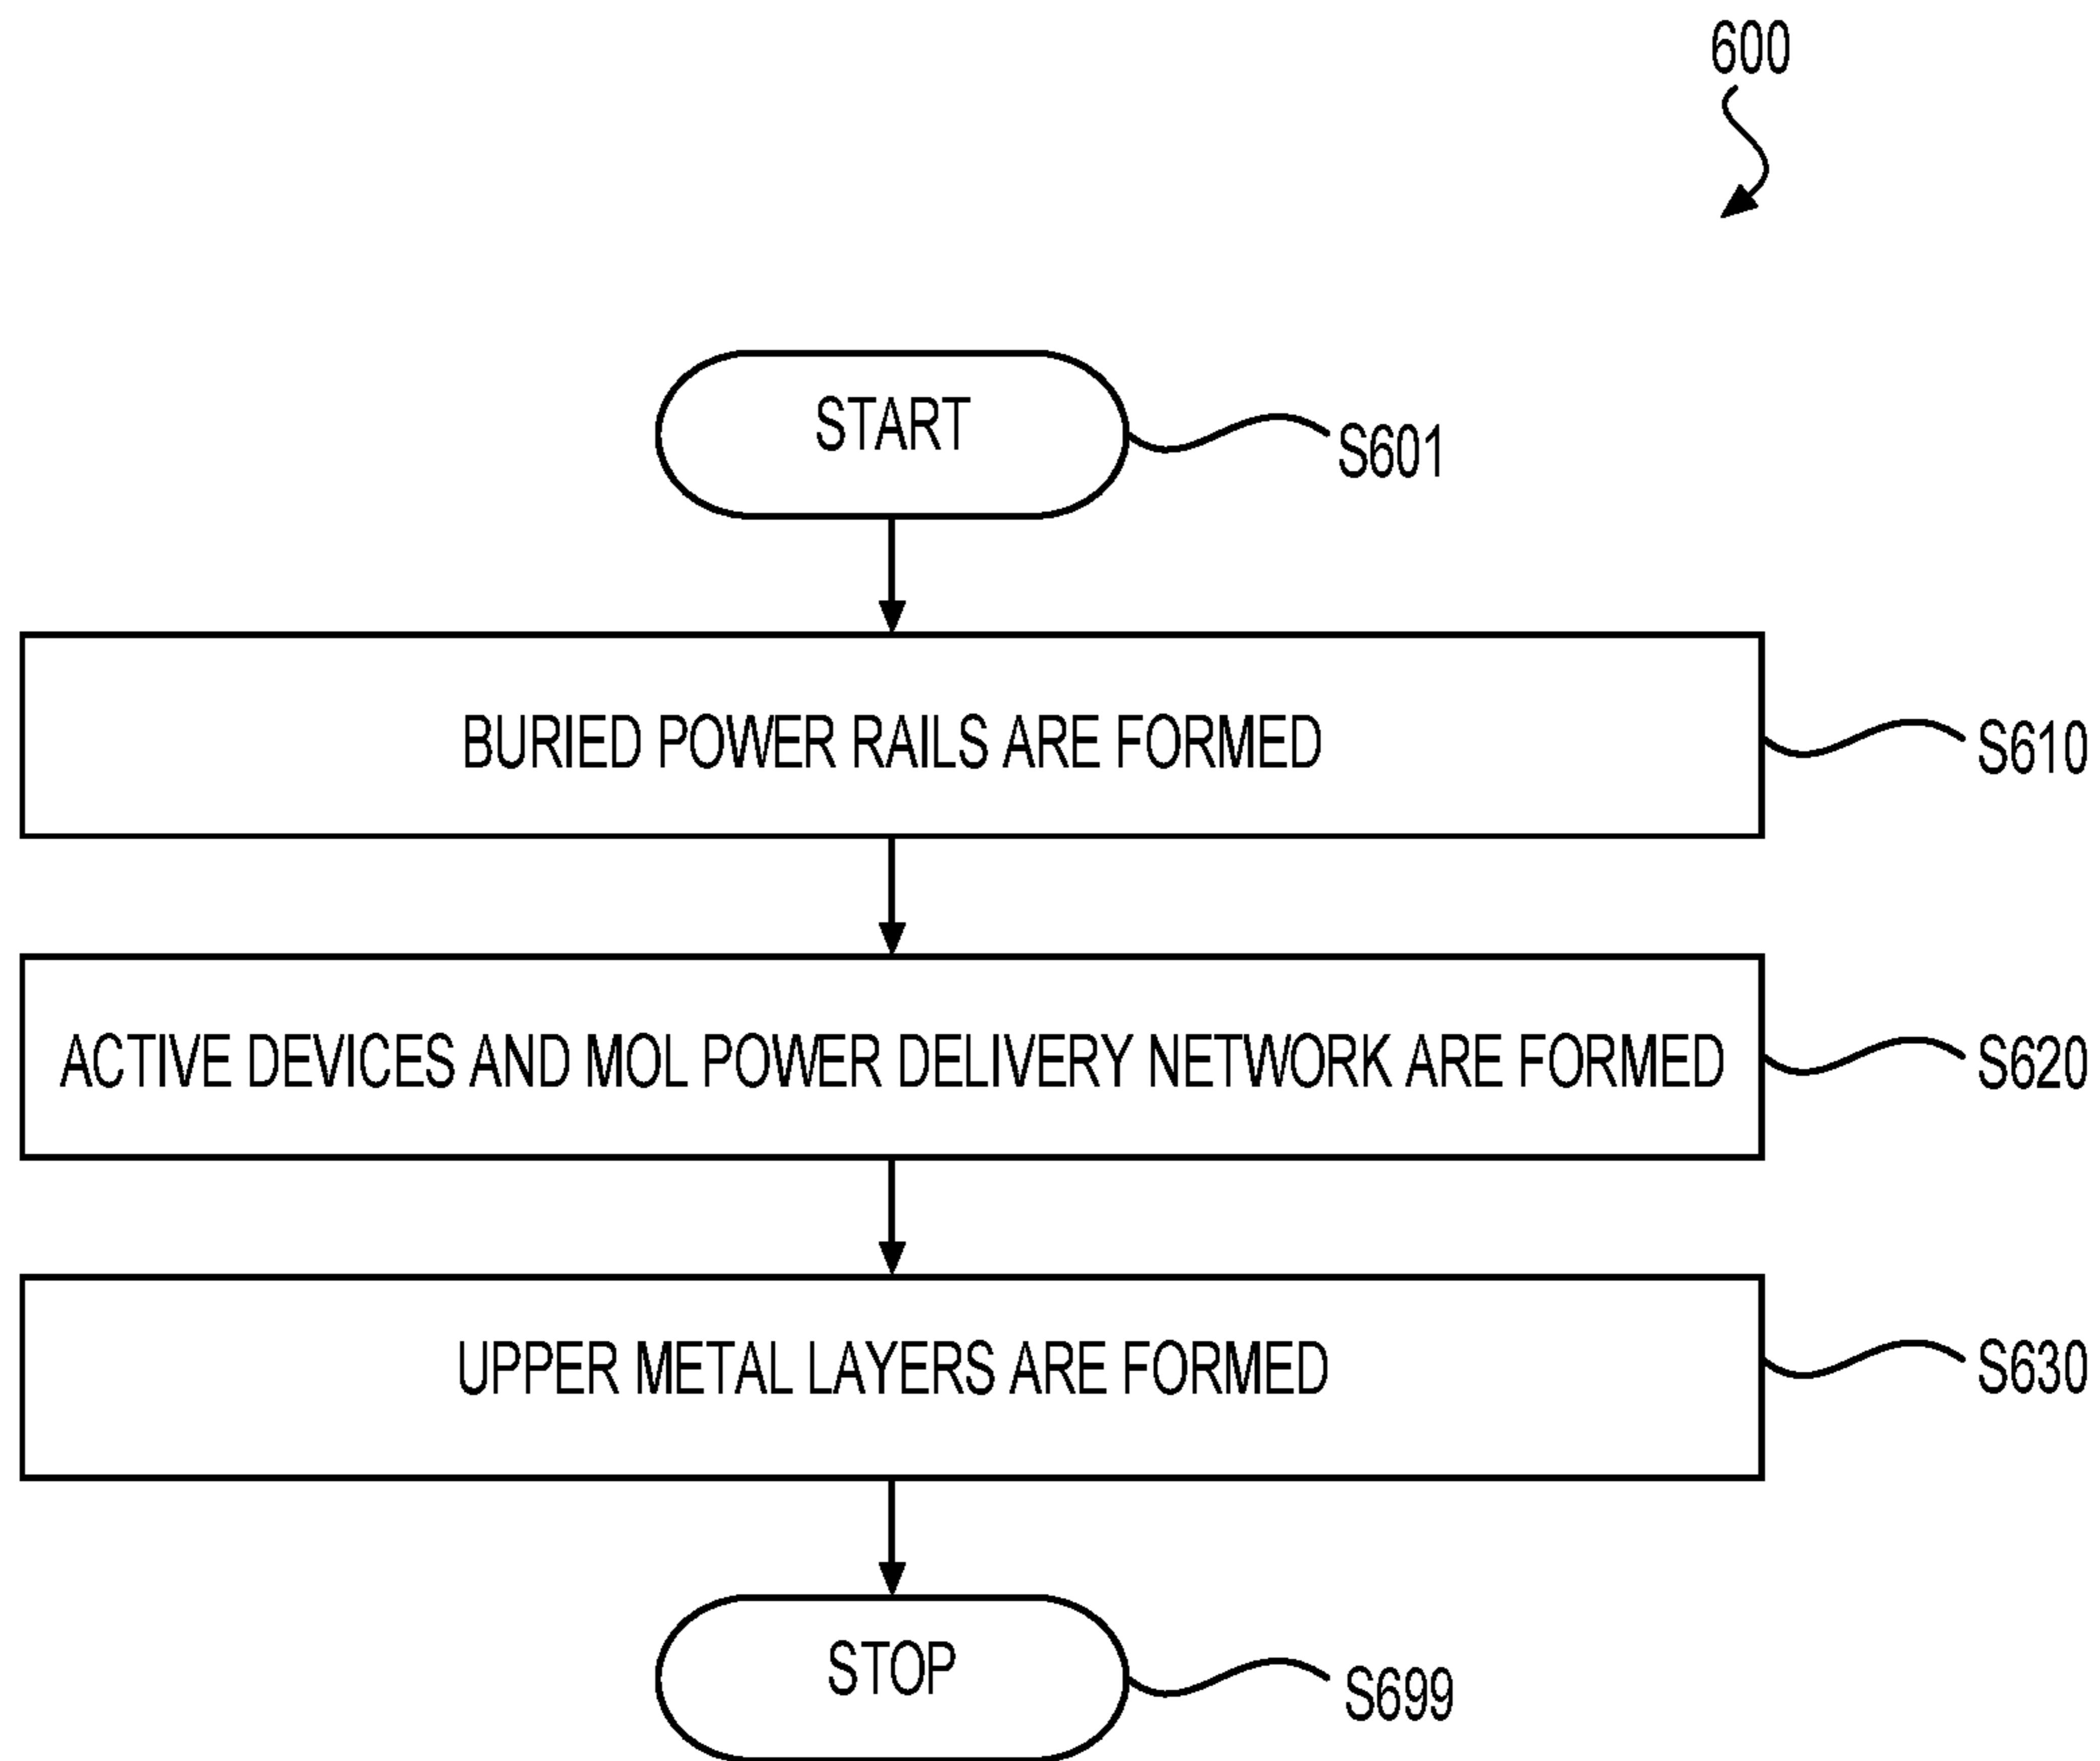 600
START
S601
BURIED POWER RAILS ARE FORMED
S610
ACTIVE DEVICES AND MOL POWER DELIVERY NETWORK ARE FORMED
S620
UPPER METAL LAYERS ARE FORMED
S630
STOP
S699